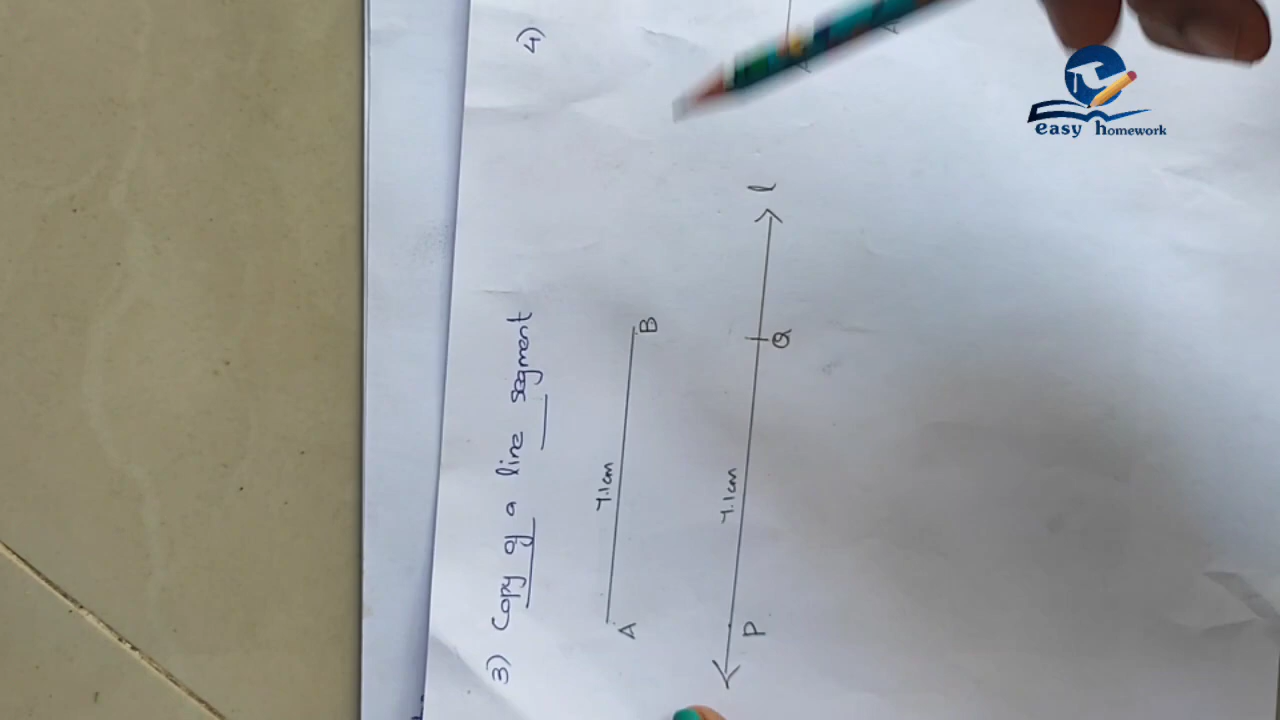 3) Copy of a line segment
7.1cm
A B
7.1cm
P Q l
4)
easy homework